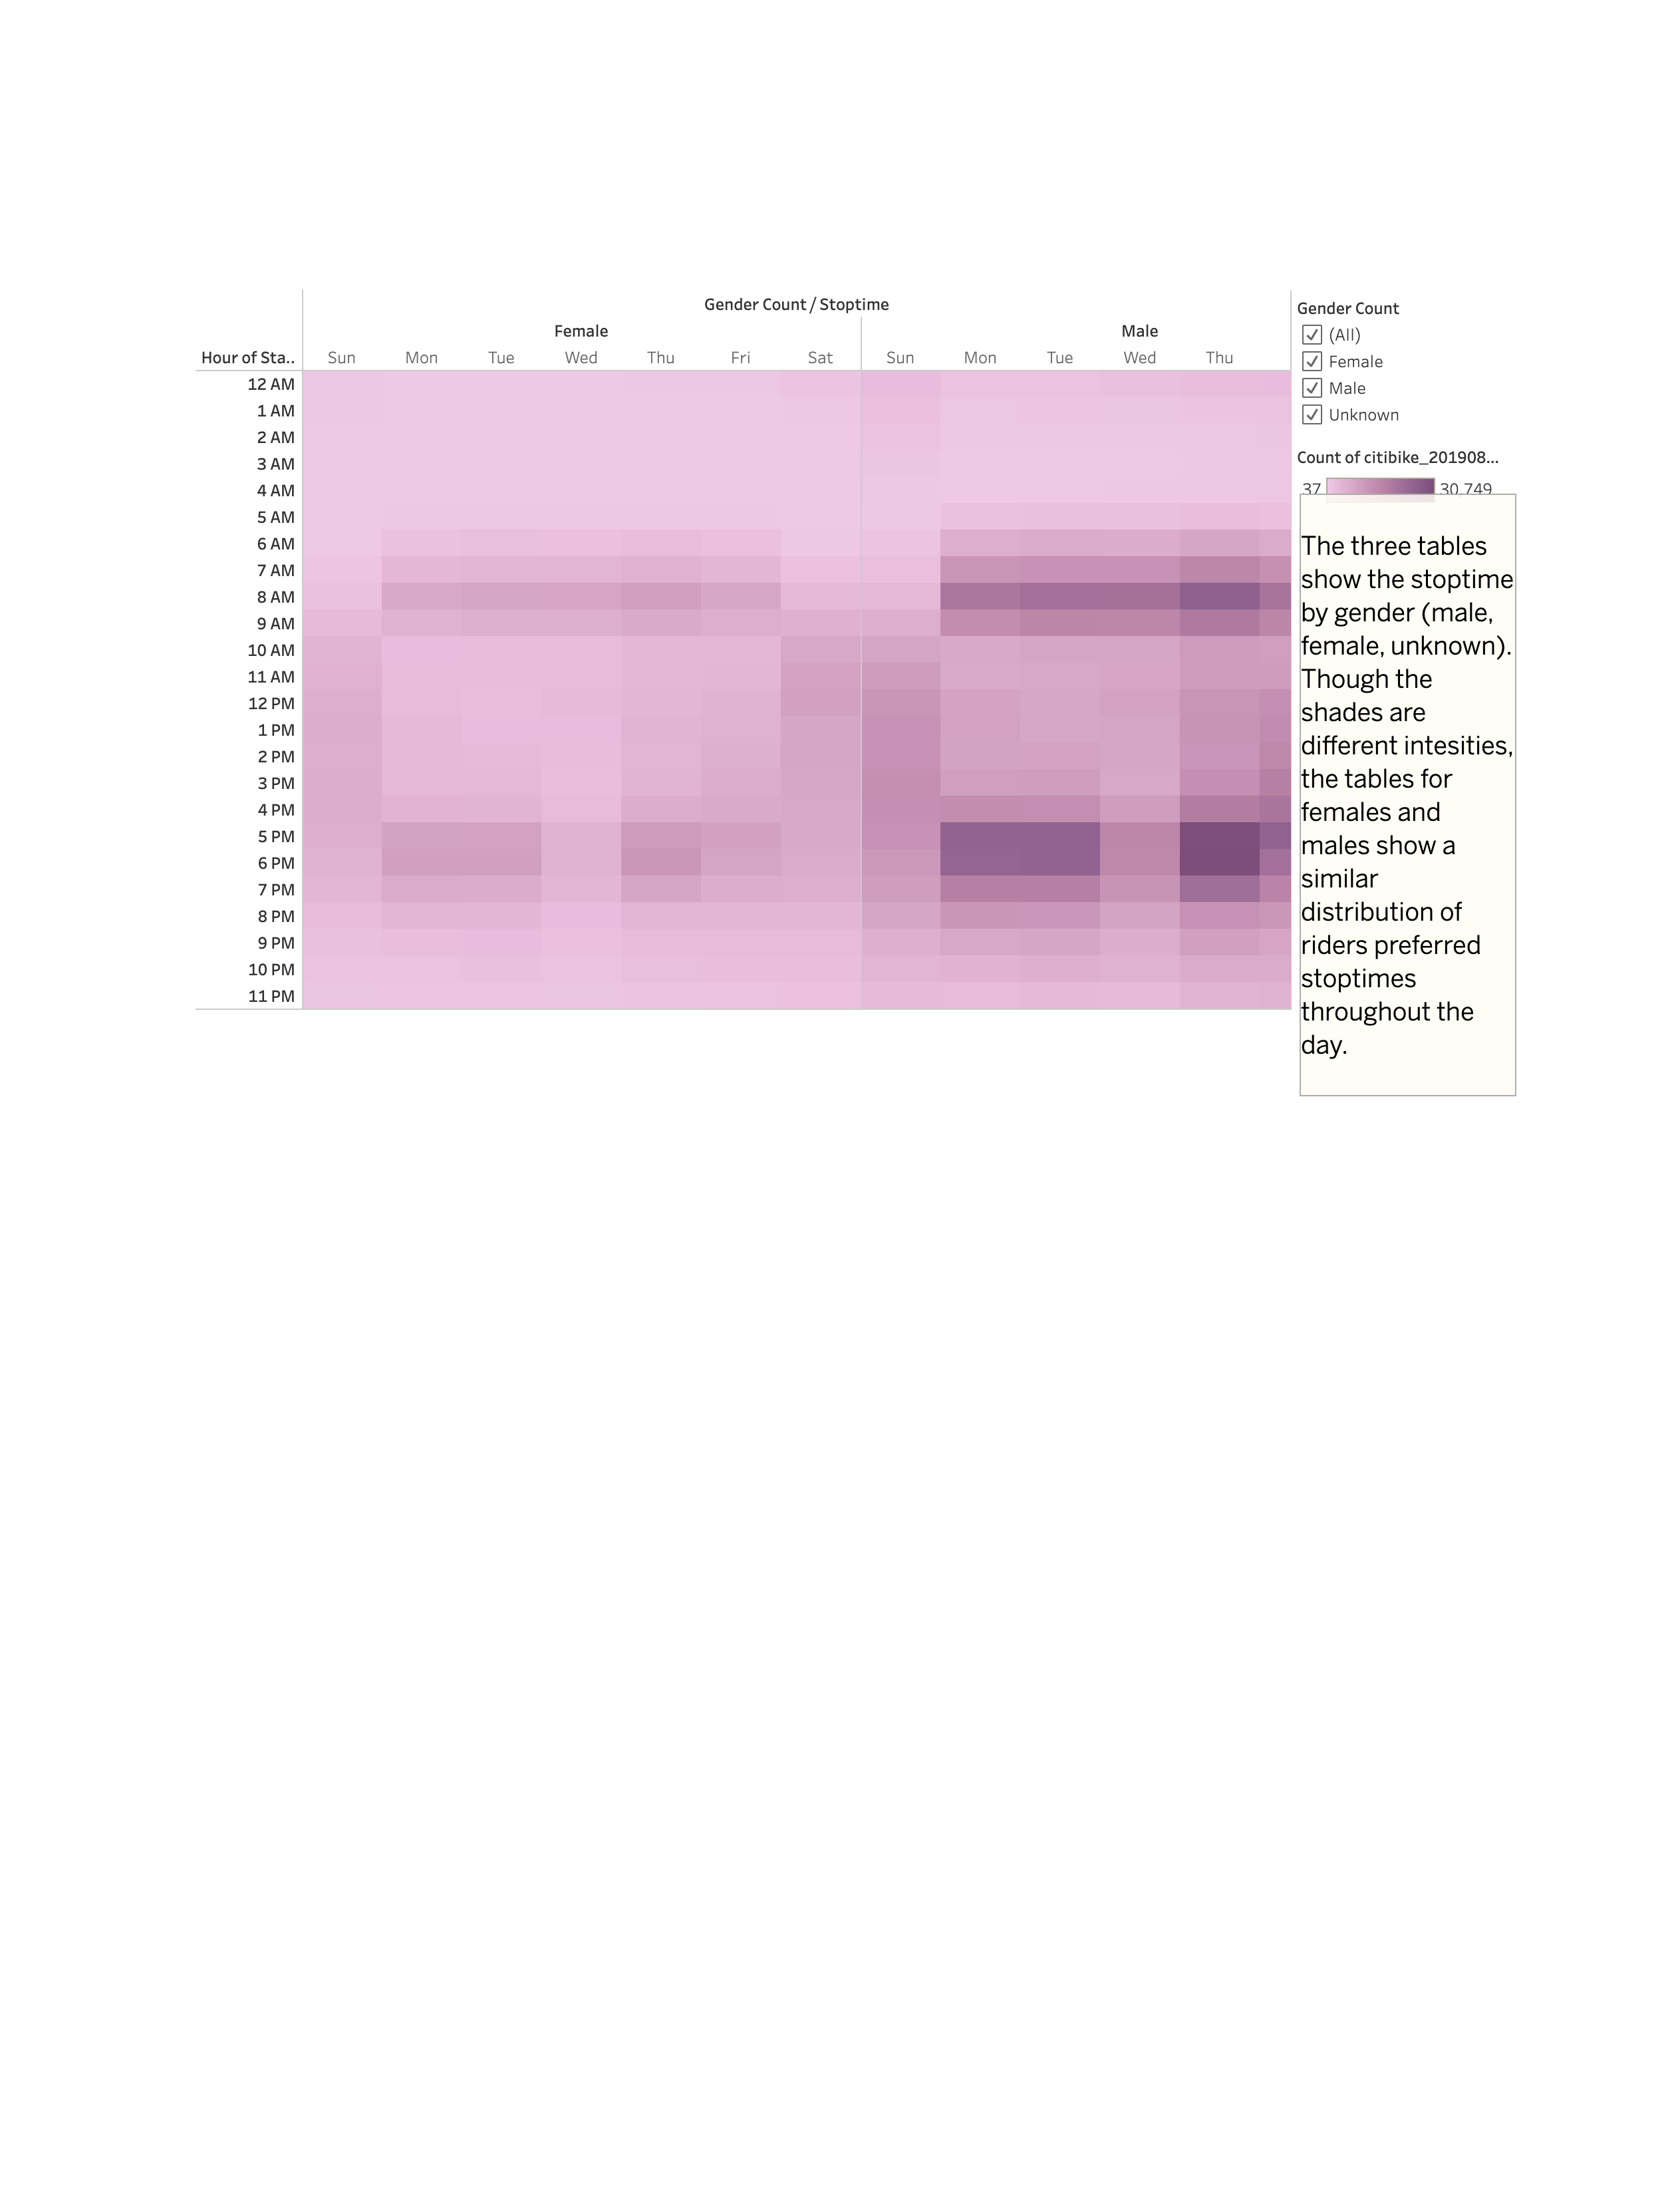 Gender Count / Stoptime
Female Male
Hour of Sta.. Sun Mon Tue Wed Thu Fri Sat Sun Mon Tue Wed Thu
12 AM
1 AM
2 AM
3 AM
4 AM
5 AM
6 AM
7 AM
8 AM
9 AM
10 AM
11 AM
12 PM
1 PM
2 PM
3 PM
4 PM
5 PM
6 PM
7 PM
8 PM
9 PM
10 PM
11 PM
Gender Count
(All)
Female
Male
Unknown
Count of citibike_201908...
37 30,749
The three tables
show the stoptime
by gender (male,
female, unknown).
Though the
shades are
different intesities,
the tables for
females and
males show a
similar
distribution of
riders preferred
stoptimes
throughout the
day.